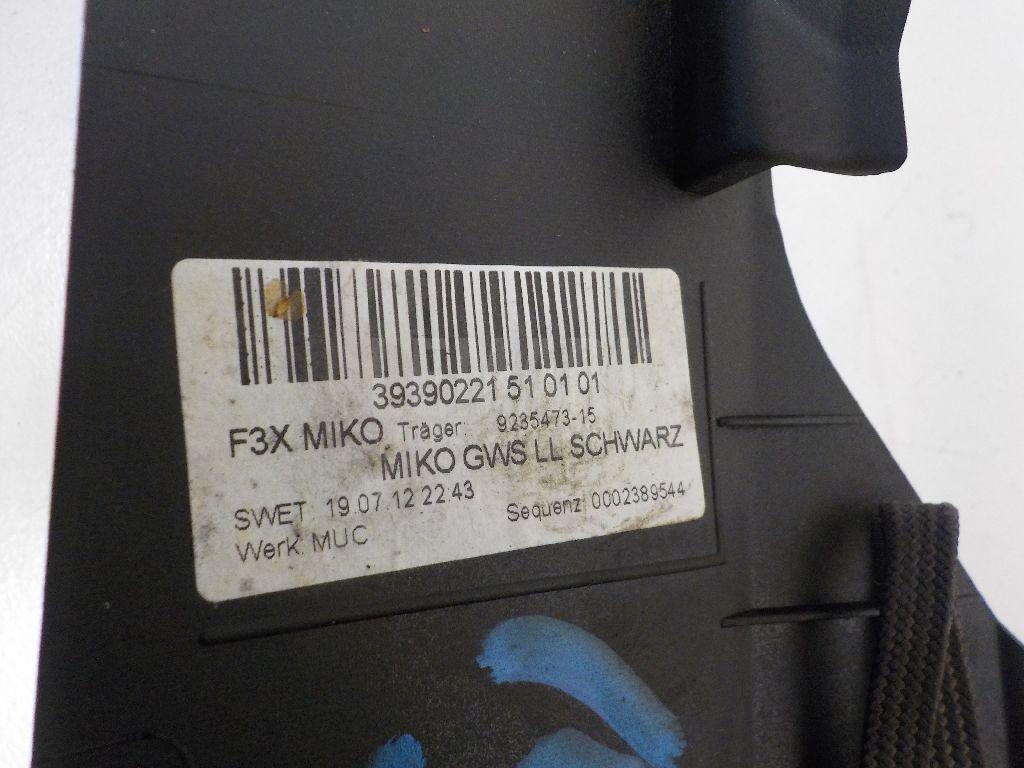 39390221 51 01 01
F3X MIKO Träger: 9235473-15
MIKO GWS LL SCHWARZ
SWET 19.07 12 22:43 Sequenz: 0002389544
Werk: MUC